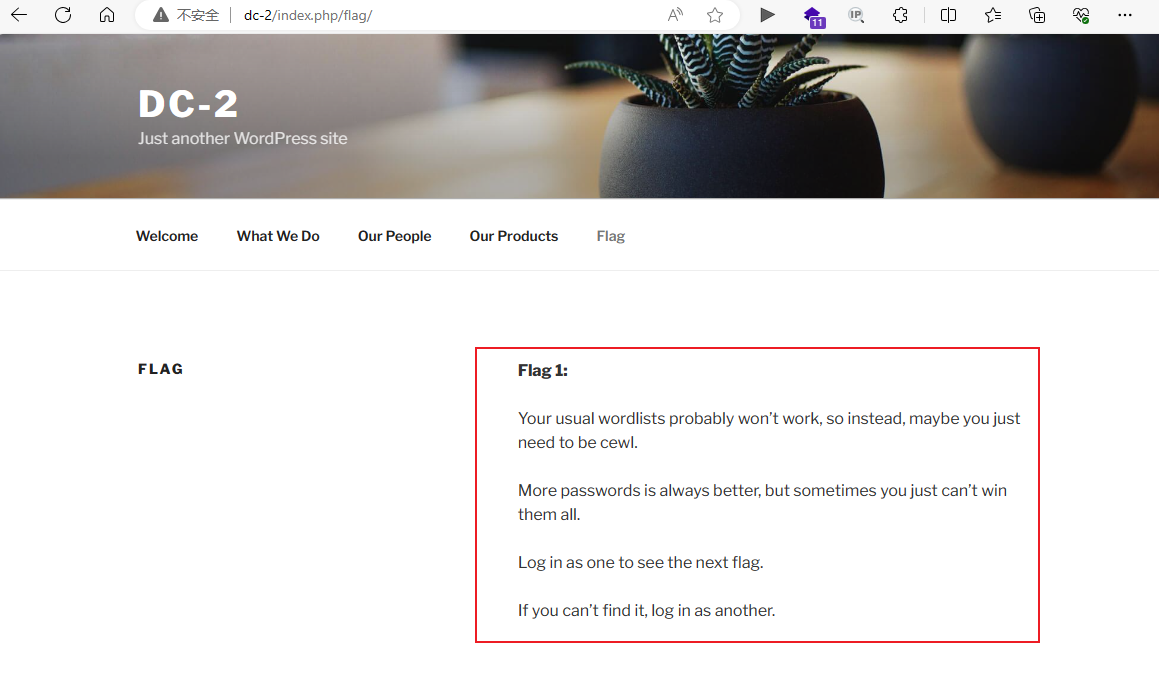 不安全 dc-2/index.php/flag/
11
IP
DC-2
Just another WordPress site
Welcome What We Do Our People Our Products Flag
FLAG
Flag 1:
Your usual wordlists probably won’t work, so instead, maybe you just
need to be cewl.
More passwords is always better, but sometimes you just can’t win
them all.
Log in as one to see the next flag.
If you can’t find it, log in as another.